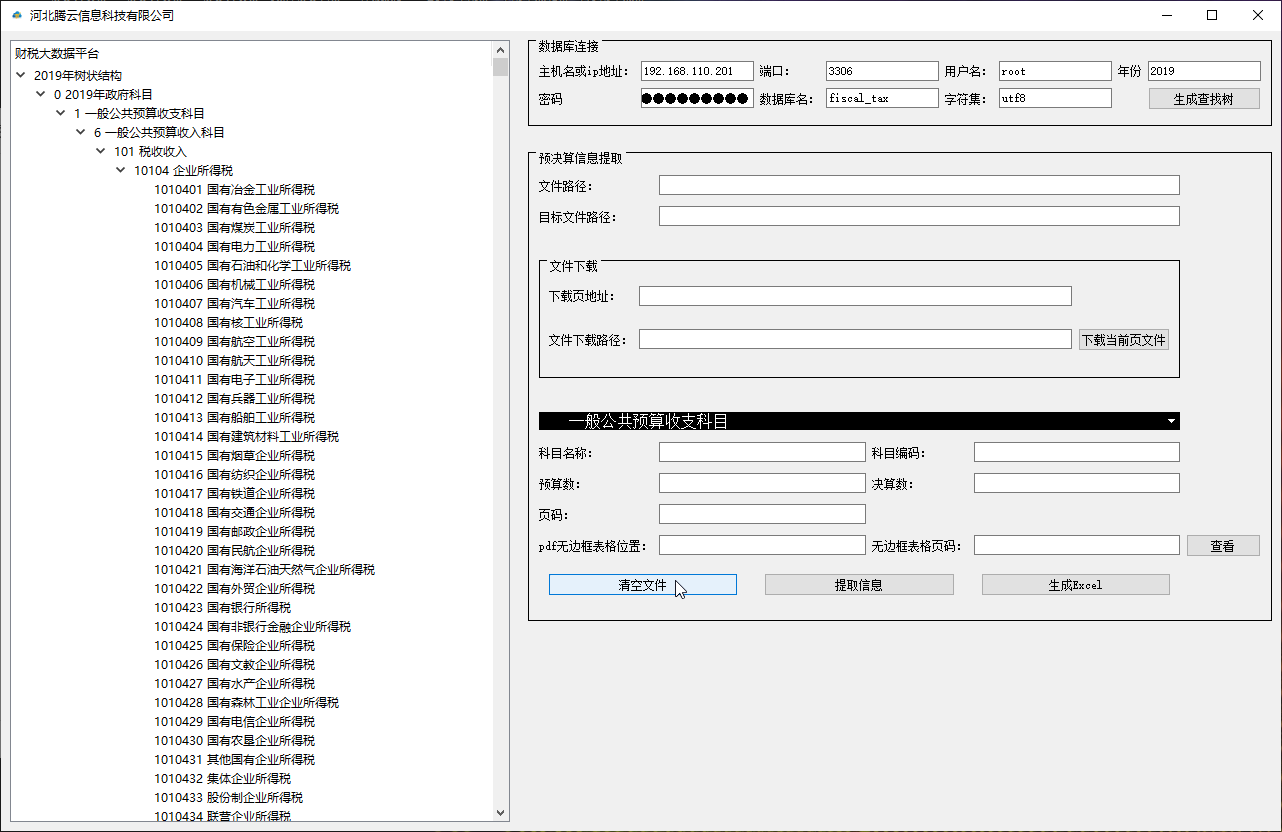 河北腾云信息科技有限公司
财税大数据平台
2019年树状结构
0 2019年政府科目
1 一般公共预算收支科目
6 一般公共预算收入科目
101 税收收入
10104 企业所得税
1010401 国有冶金工业所得税
1010402 国有有色金属工业所得税
1010403 国有煤炭工业所得税
1010404 国有电力工业所得税
1010405 国有石油和化学工业所得税
1010406 国有机械工业所得税
1010407 国有汽车工业所得税
1010408 国有核工业所得税
1010409 国有航空工业所得税
1010410 国有航天工业所得税
1010411 国有电子工业所得税
1010412 国有兵器工业所得税
1010413 国有船舶工业所得税
1010414 国有建筑材料工业所得税
1010415 国有烟草企业所得税
1010416 国有纺织企业所得税
1010417 国有铁道企业所得税
1010418 国有交通企业所得税
1010419 国有邮政企业所得税
1010420 国有民航企业所得税
1010421 国有海洋石油天然气企业所得税
1010422 国有外贸企业所得税
1010423 国有银行所得税
1010424 国有非银行金融企业所得税
1010425 国有保险企业所得税
1010426 国有文教企业所得税
1010427 国有水产企业所得税
1010428 国有森林工业企业所得税
1010429 国有电信企业所得税
1010430 国有农垦企业所得税
1010431 其他国有企业所得税
1010432 集体企业所得税
1010433 股份制企业所得税
1010434 联营企业所得税
数据库连接
主机名或ip地址: 192.168.110.201 端口: 3306 用户名: root 年份 2019
密码 ●●●●●●●●● 数据库名: fiscal_tax 字符集: utf8 生成查找树
预决算信息提取
文件路径:
目标文件路径:
文件下载
下载页地址:
文件下载路径: 下载当前页文件
一般公共预算收支科目
科目名称: 科目编码:
预算数: 决算数:
页码:
pdf无边框表格位置: 无边框表格页码: 查看
清空文件 提取信息 生成Excel